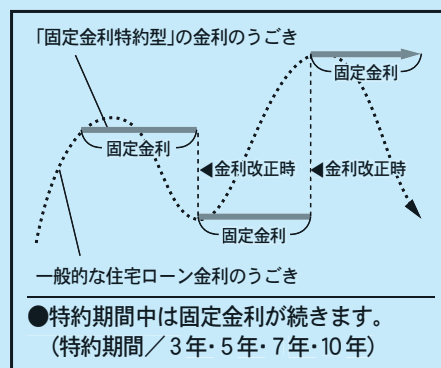 「固定金利特約型」の金利のうごき
固定金利
固定金利
◀金利改正時
◀金利改正時
固定金利
一般的な住宅ローン金利のうごき
●特約期間中は固定金利が続きます。
（特約期間／3年・5年・7年・10年）